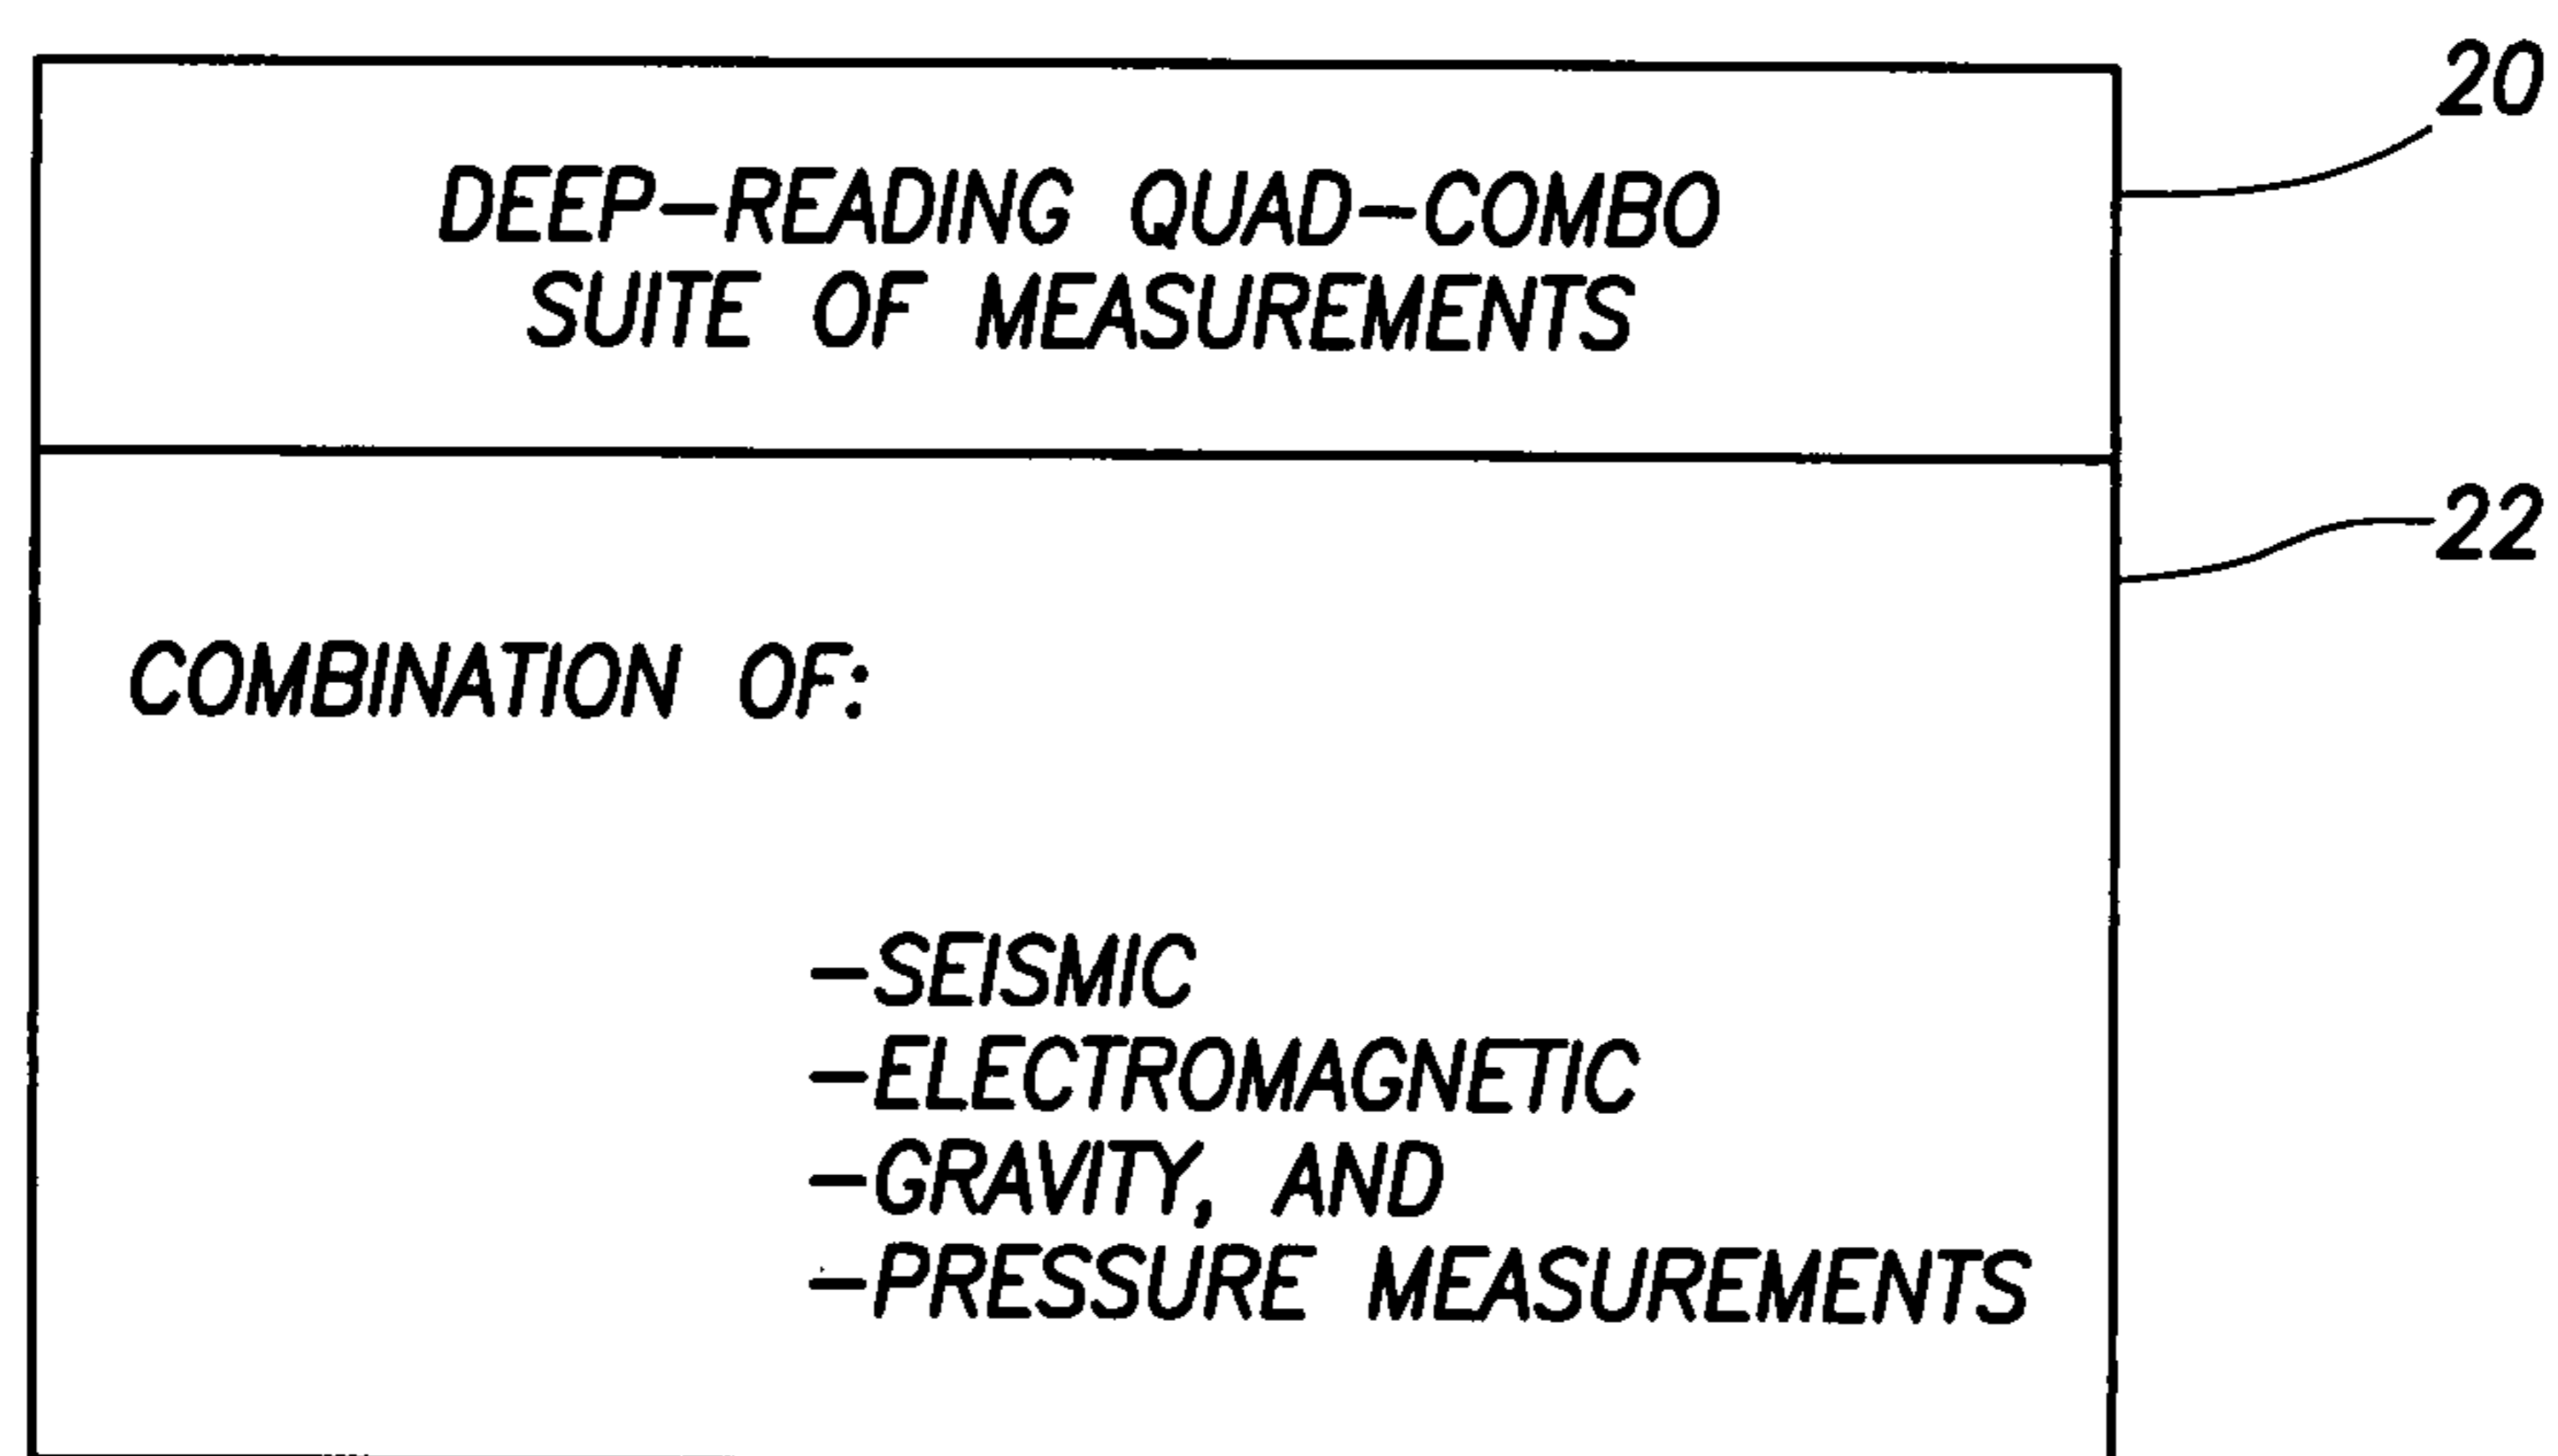 20
DEEP-READING QUAD-COMBO
SUITE OF MEASUREMENTS
22
COMBINATION OF:
-SEISMIC
-ELECTROMAGNETIC
-GRAVITY, AND
-PRESSURE MEASUREMENTS